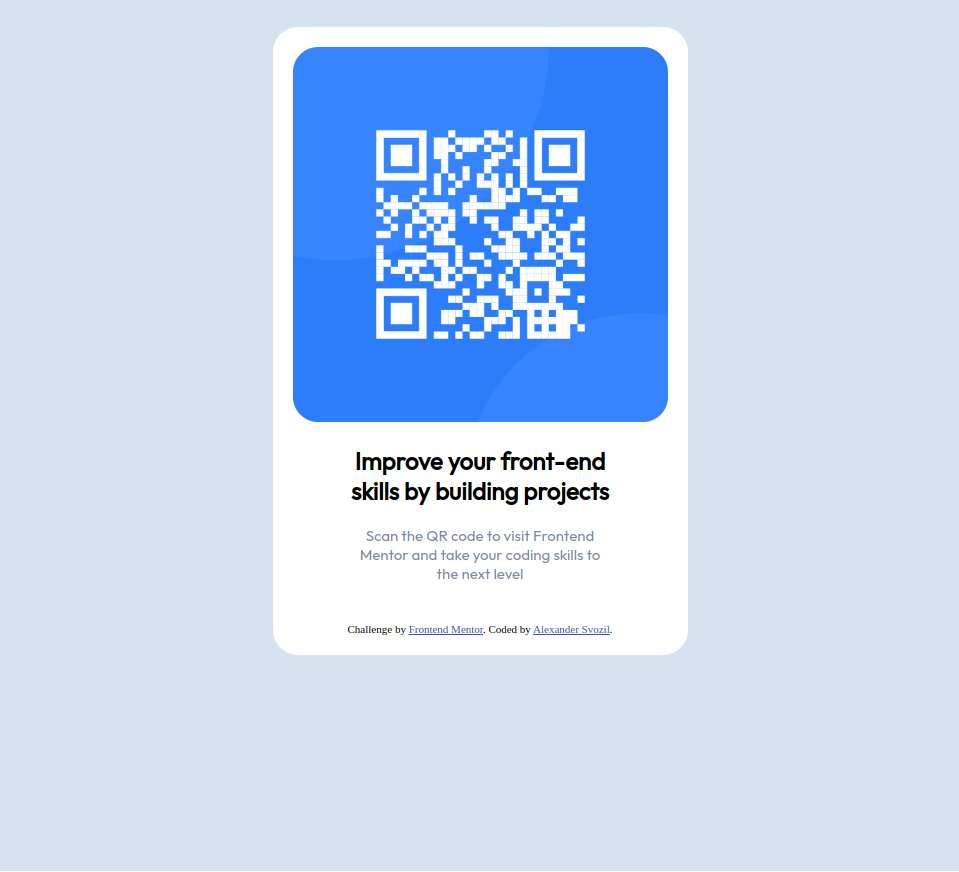 Improve your front-end
skills by building projects
Scan the QR code to visit Frontend
Mentor and take your coding skills to
the next level
Challenge by Frontend Mentor. Coded by Alexander Svozil.